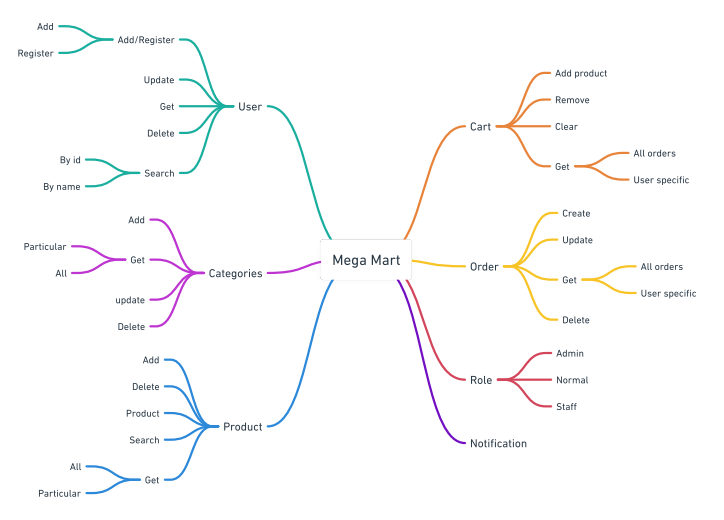 Mega Mart
User
Add/Register
Add
Register
Update
Get
Delete
Search
By id
By name
Categories
Add
Get
Particular
All
update
Delete
Product
Add
Delete
Product
Search
Get
All
Particular
Cart
Add product
Remove
Clear
Get
All orders
User specific
Order
Create
Update
Get
All orders
User specific
Delete
Role
Admin
Normal
Staff
Notification